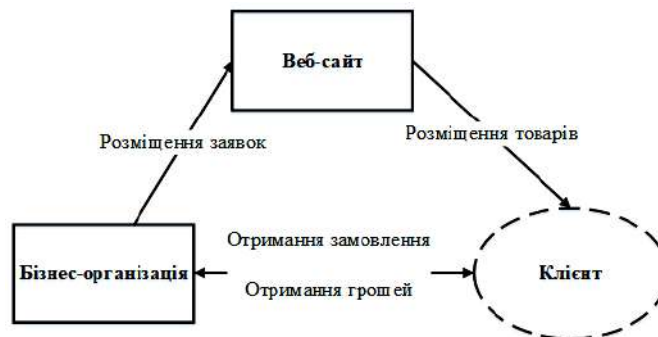 Веб-сайт
Розміщення заявок
Розміщення товарів
Отримання замовлення
Бізнес-організація
Клієнт
Отримання грошей